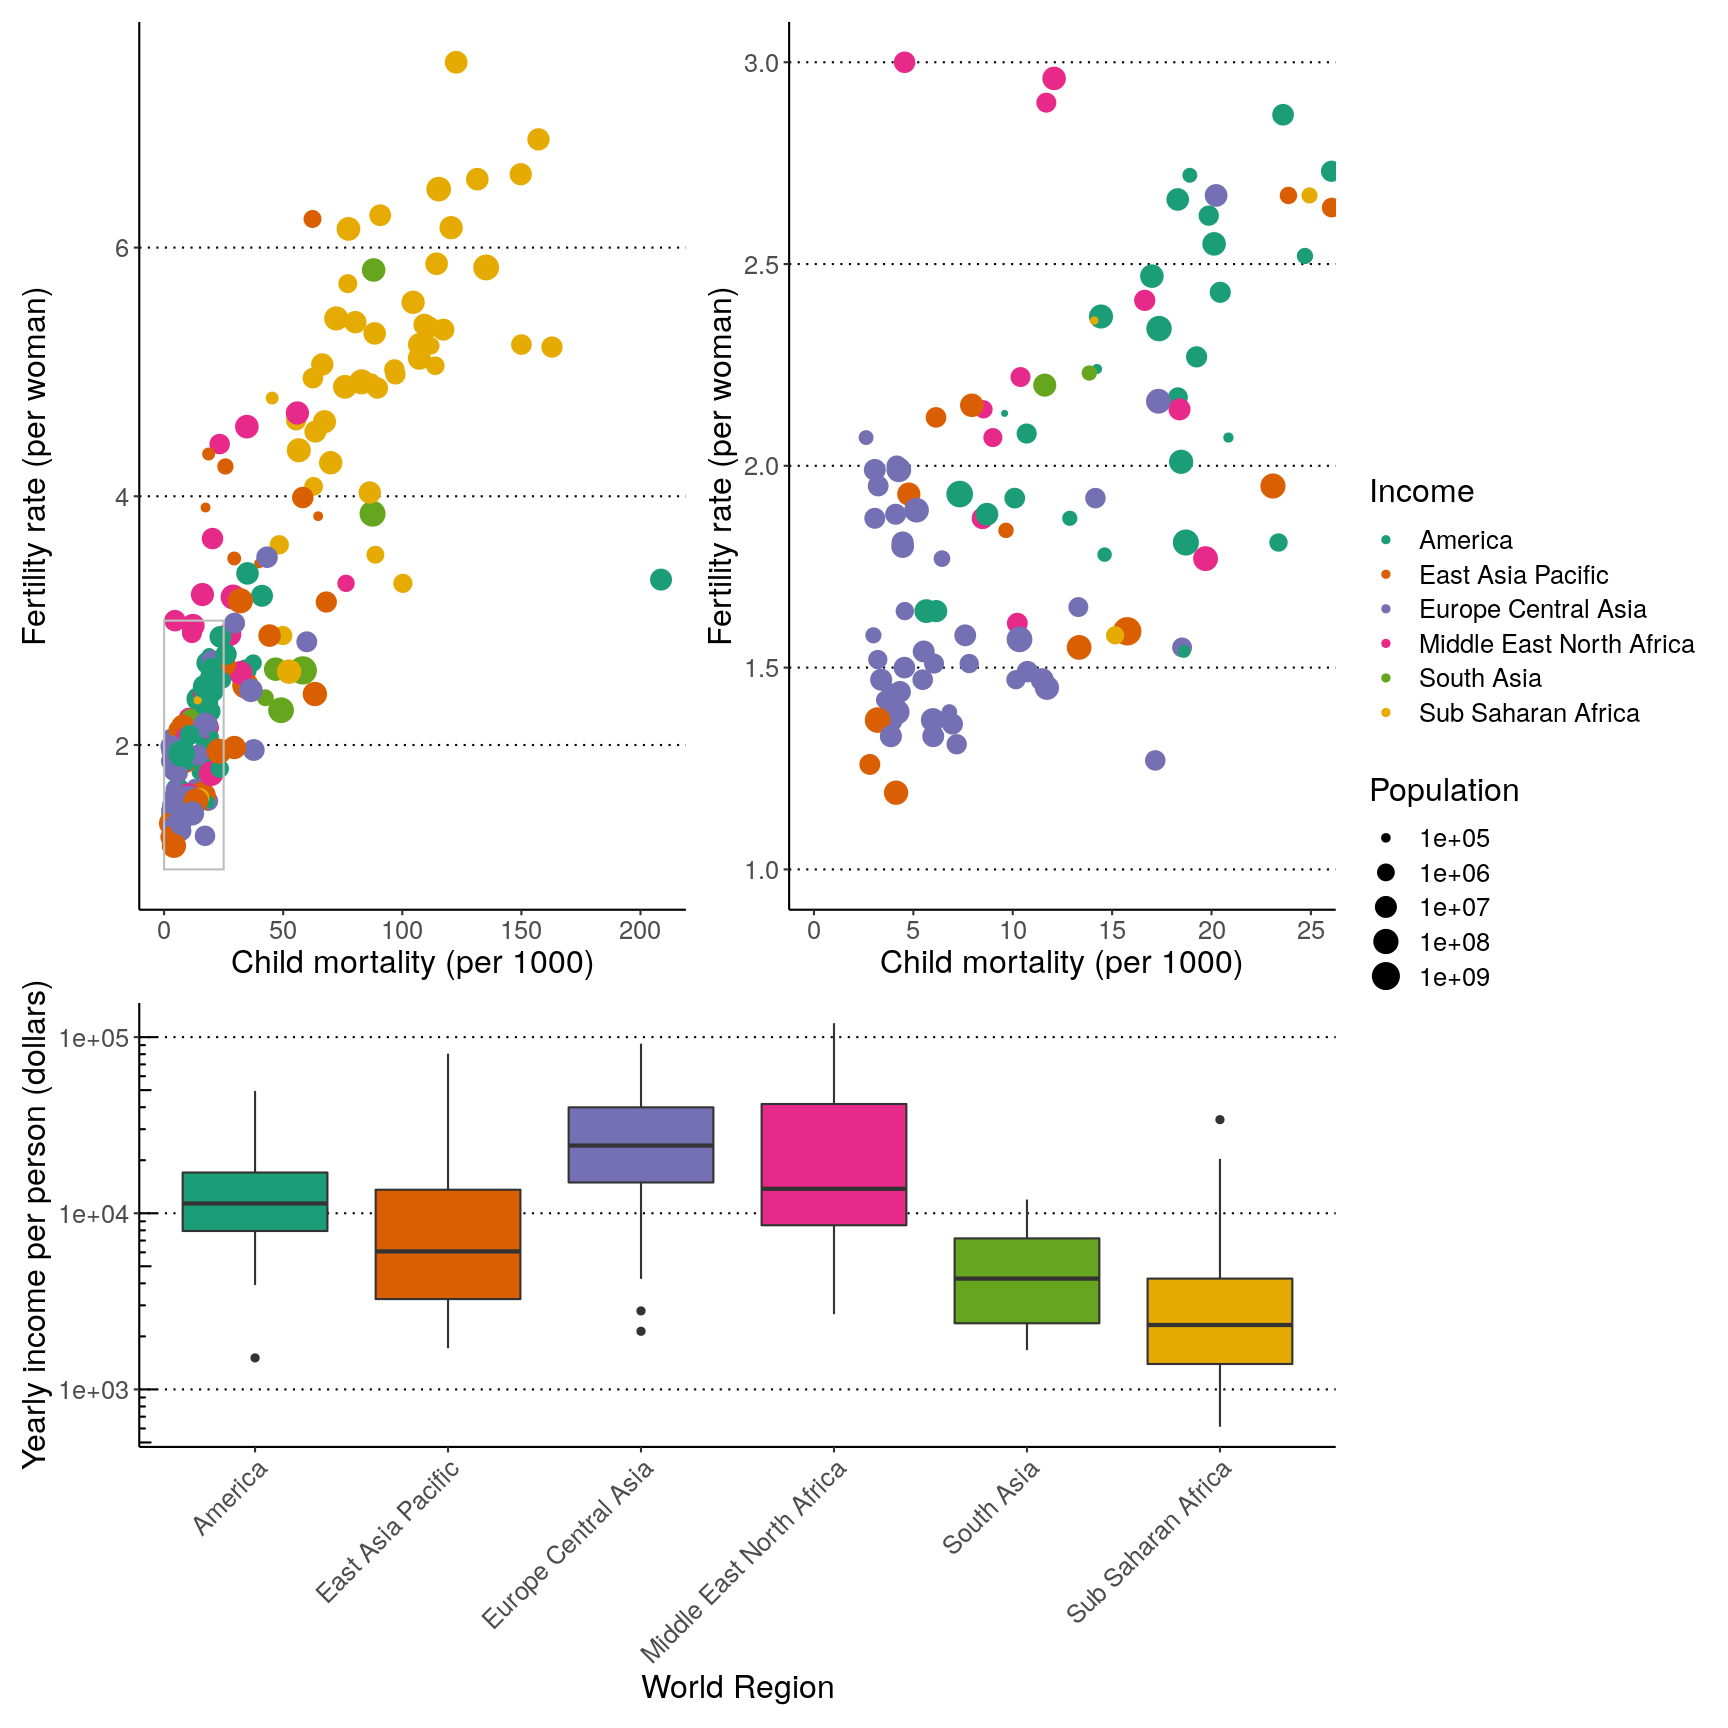 Fertility rate (per woman)
6
4
2
0
50
100
150
200
Child mortality (per 1000)
Fertility rate (per woman)
3.0
2.5
2.0
1.5
1.0
0
5
10
15
20
25
Child mortality (per 1000)
Income
America
East Asia Pacific
Europe Central Asia
Middle East North Africa
South Asia
Sub Saharan Africa
Population
1e+05
1e+06
1e+07
1e+08
1e+09
Yearly income per person (dollars)
1e+05
1e+04
1e+03
America
East Asia Pacific
Europe Central Asia
Middle East North Africa
South Asia
Sub Saharan Africa
World Region